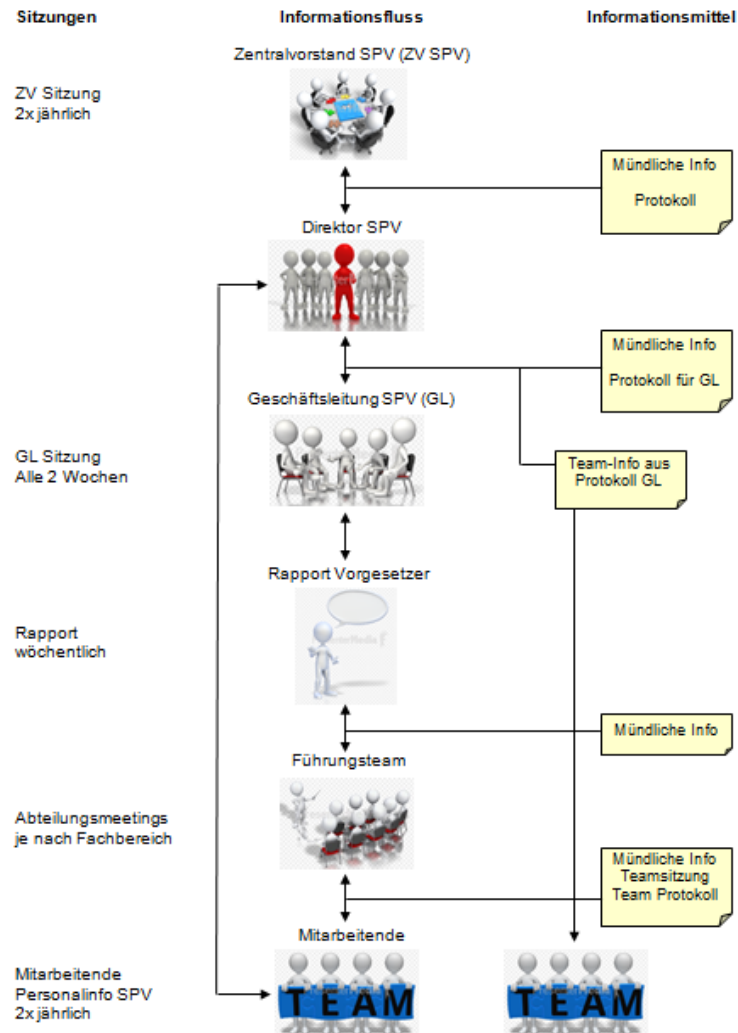 Sitzungen
Informationsfluss
Informationsmittel
Zentralvorstand SPV (ZV SPV)
ZV Sitzung
2x jährlich
Mündliche Info
Protokoll
Direktor SPV
Mündliche Info
Protokoll für GL
Geschäftsleitung SPV (GL)
GL Sitzung
Alle 2 Wochen
Team-Info aus
Protokoll GL
Rapport Vorgesetzer
Rapport
wöchentlich
Mündliche Info
Führungsteam
Abteilungsmeetings
je nach Fachbereich
Mündliche Info
Teamsitzung
Team Protokoll
Mitarbeitende
Mitarbeitende
Personalinfo SPV
2x jährlich
TEAM
TEAM